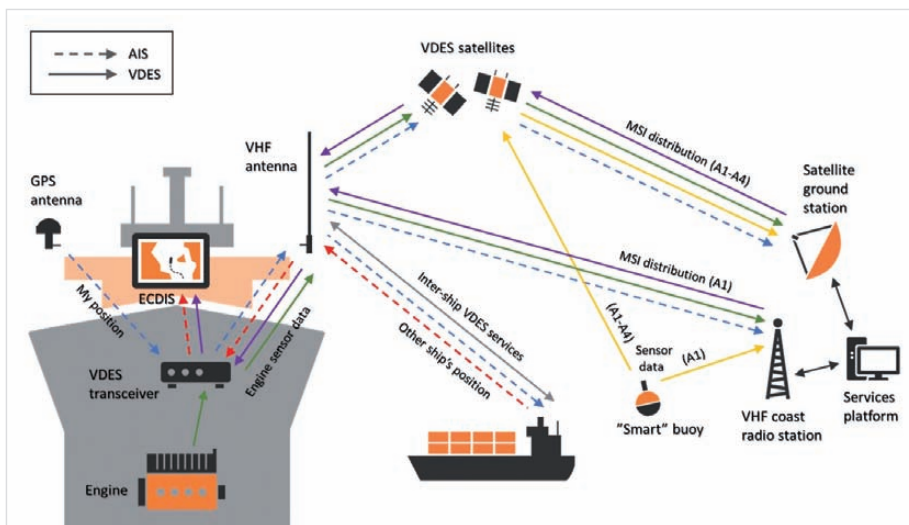 AIS
VDES
VDES satellites
VHF
antenna
GPS
antenna
MSI distribution (A1-A4)
Satellite
ground
station
ECDIS
My position
MSI distribution (A1)
Inter-ship VDES services
(A1-A4)
Engine sensor data
Other ship's position
Sensor
data
(A1)
VDES
transceiver
"Smart" buoy
VHF coast
radio station
Services
platform
Engine